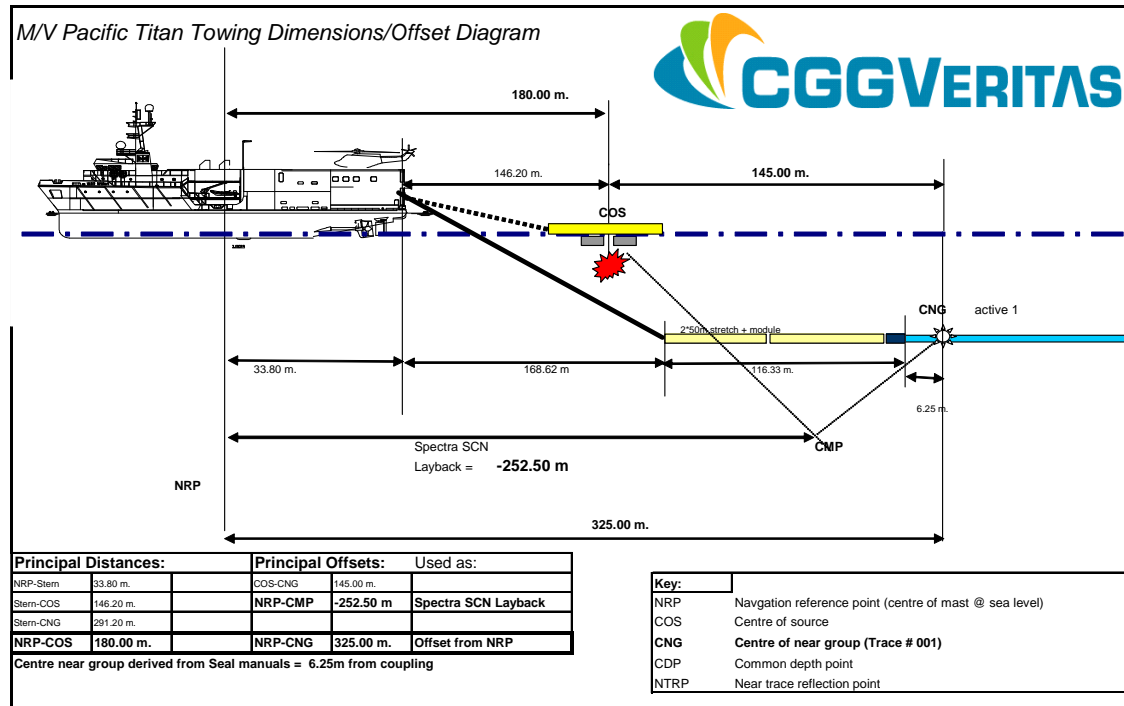 M/V Pacific Titan Towing Dimensions/Offset Diagram
CGGVERITAS
180.00 m.
146.20 m.
145.00 m.
COS
CNG
active 1
2*50m stretch + module
33.80 m.
168.62 m
116.33 m.
6.25 m.
Spectra SCN
Layback = -252.50 m
CMP
NRP
325.00 m.
Principal Distances: Principal Offsets: Used as:
NRP-Stern 33.80 m. COS-CNG 145.00 m.
Stern-COS 146.20 m. NRP-CMP -252.50 m Spectra SCN Layback
Stern-CNG 291.20 m.
NRP-COS 180.00 m. NRP-CNG 325.00 m. Offset from NRP
Centre near group derived from Seal manuals = 6.25m from coupling
Key:
NRP Navgation reference point (centre of mast @ sea level)
COS Centre of source
CNG Centre of near group (Trace # 001)
CDP Common depth point
NTRP Near trace reflection point